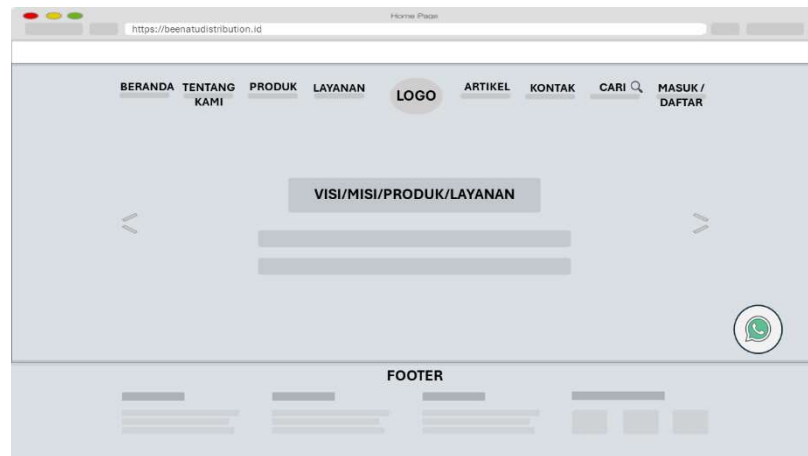 Home Page
https://beenatudistribution.id
BERANDA TENTANG KAMI PRODUK LAYANAN LOGO ARTIKEL KONTAK CARI MASUK / DAFTAR
VISI/MISI/PRODUK/LAYANAN
< >
FOOTER